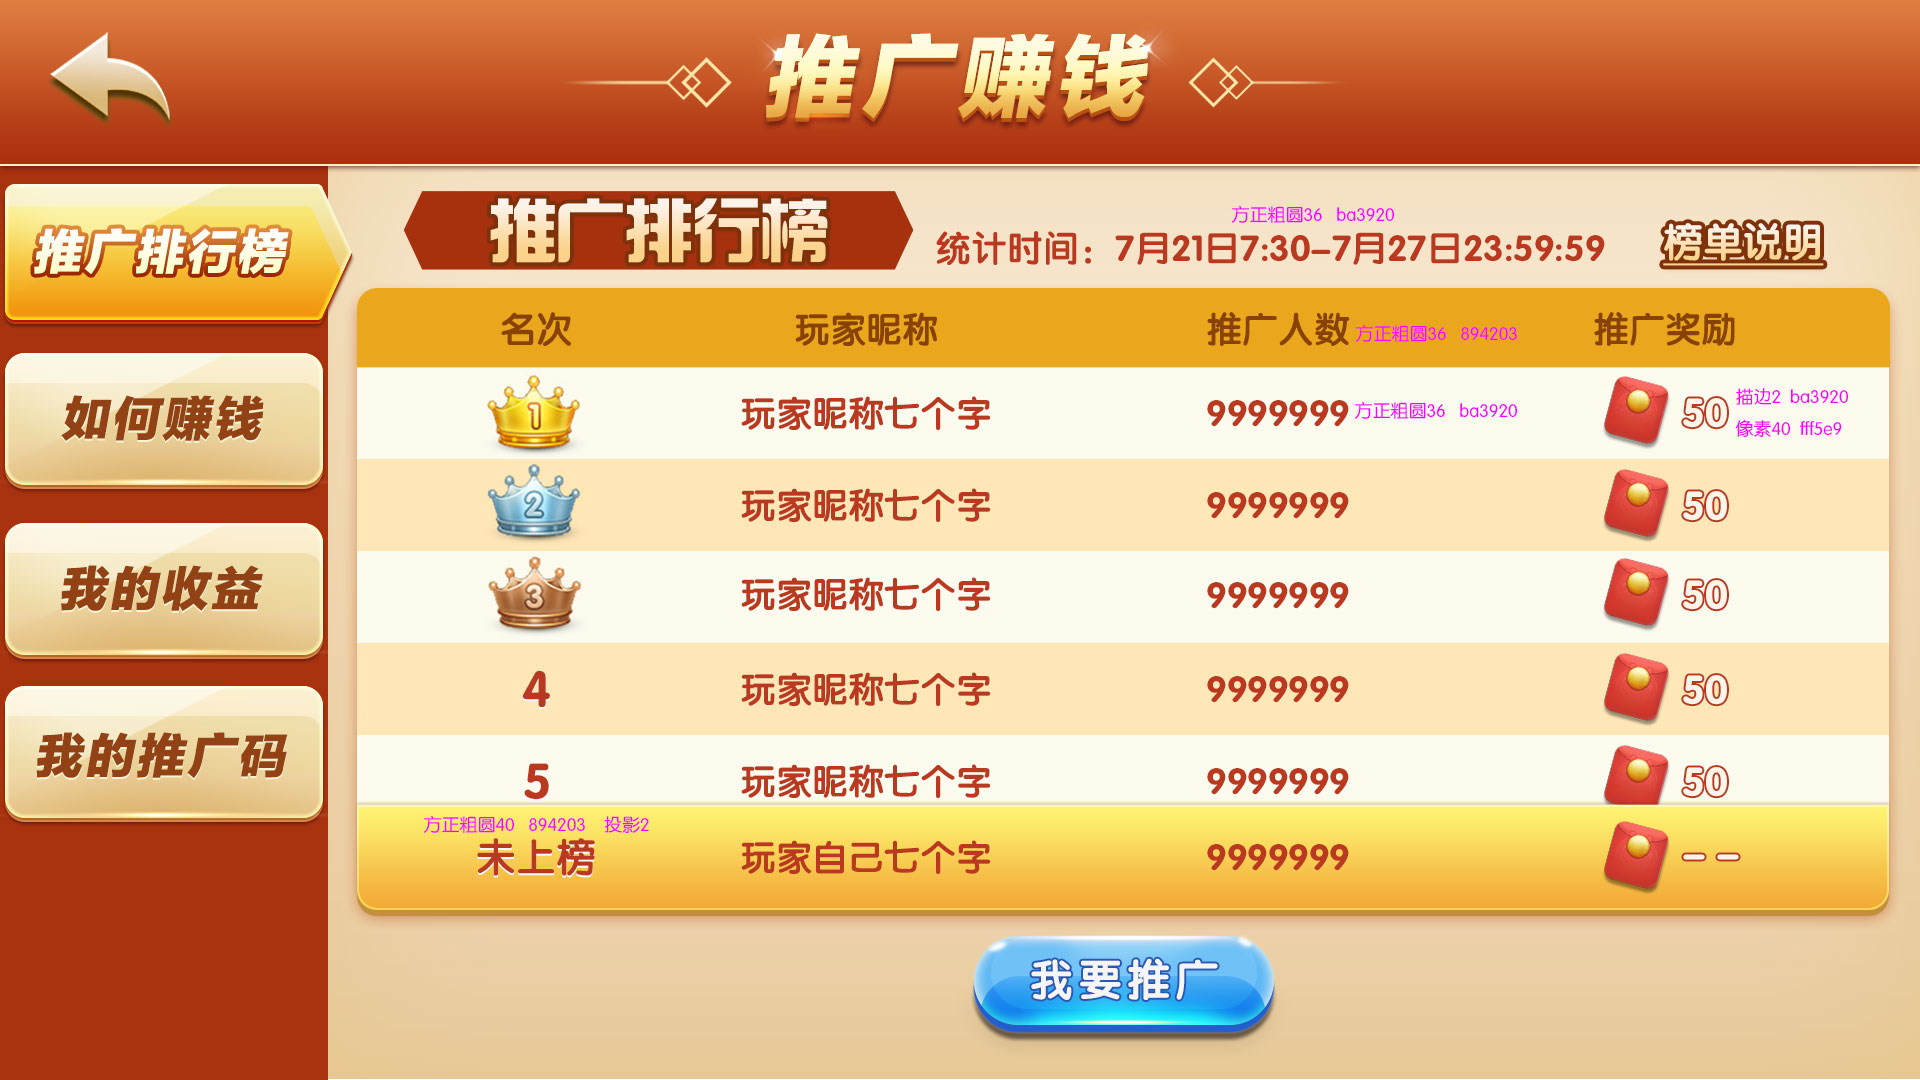 推广赚钱
推广排行榜
如何赚钱
我的收益
我的推广码
推广排行榜
方正粗圆36 ba3920
统计时间：7月21日7:30-7月27日23:59:59
榜单说明
名次 玩家昵称 推广人数 方正粗圆36 894203 推广奖励
1 玩家昵称七个字 9999999 方正粗圆36 ba3920 50 描边2 ba3920
像素40 fff5e9
2 玩家昵称七个字 9999999 50
3 玩家昵称七个字 9999999 50
4 玩家昵称七个字 9999999 50
5 玩家昵称七个字 9999999 50
方正粗圆40 894203 投影2
未上榜 玩家自己七个字 9999999 – –
我要推广